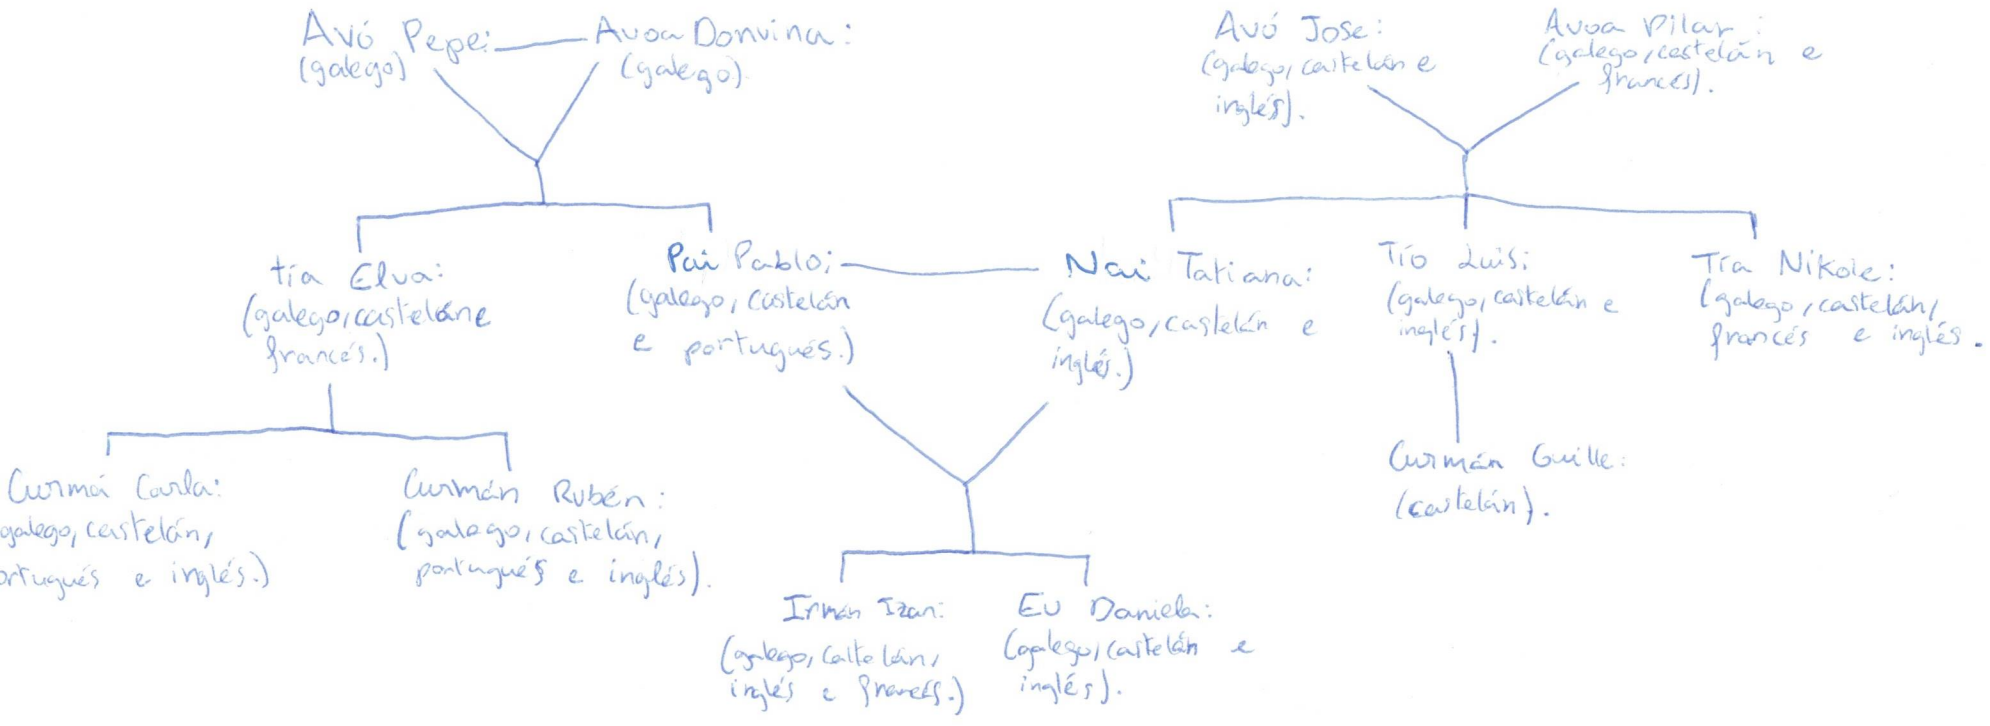 Avó Pepe:
(galego)
Avoa Donvina:
(galego).
Avó Jose:
(galego, castelán e
inglés).
Avoa Pilar:
(galego, castelán e
francés).
tía Elva:
(galego, casteláne
francés.)
Pai Pablo:
(galego, castelán
e portugués.)
Nai Tatiana:
(galego, castelán e
inglés.)
Tío Luis:
(galego, castelán e
inglés).
Tía Nikole:
(galego, castelán,
francés e inglés.
Curmá Carla:
galego, castelán,
ortugués e inglés.)
Curmán Rubén:
(galego, castelán,
portugués e inglés).
Curmán Guille:
(castelán).
Irmán Izan:
(galego, castelán,
inglés e francés.)
Eu Daniela:
(galego, castelán e
inglés).